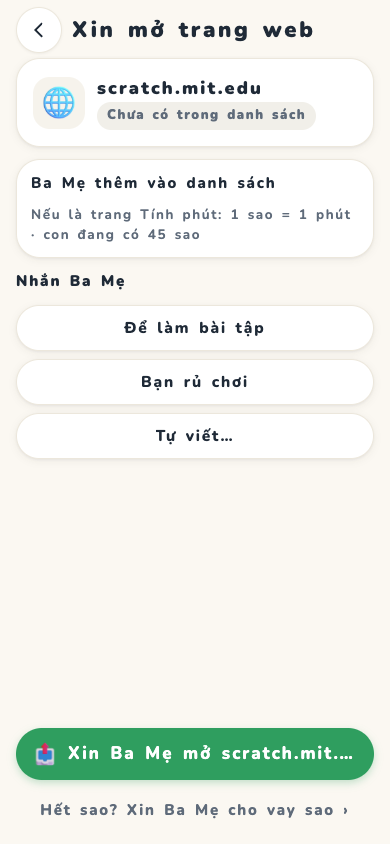 Xin mở trang web
scratch.mit.edu
Chưa có trong danh sách
Ba Mẹ thêm vào danh sách
Nếu là trang Tính phút: 1 sao = 1 phút
· con đang có 45 sao
Nhắn Ba Mẹ
Để làm bài tập
Bạn rủ chơi
Tự viết…
Xin Ba Mẹ mở scratch.mit.…
Hết sao? Xin Ba Mẹ cho vay sao ›